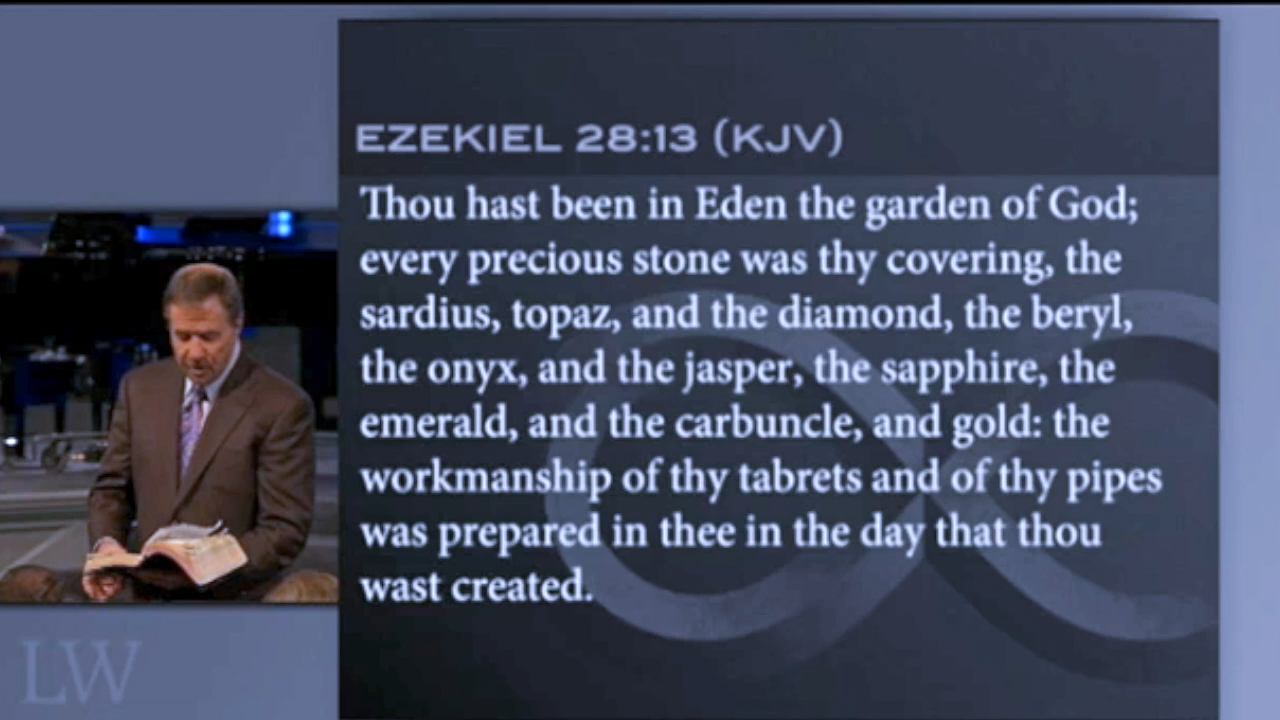 EZEKIEL 28:13 (KJV)
Thou hast been in Eden the garden of God;
every precious stone was thy covering, the
sardius, topaz, and the diamond, the beryl,
the onyx, and the jasper, the sapphire, the
emerald, and the carbuncle, and gold: the
workmanship of thy tabrets and of thy pipes
was prepared in thee in the day that thou
wast created.
LW